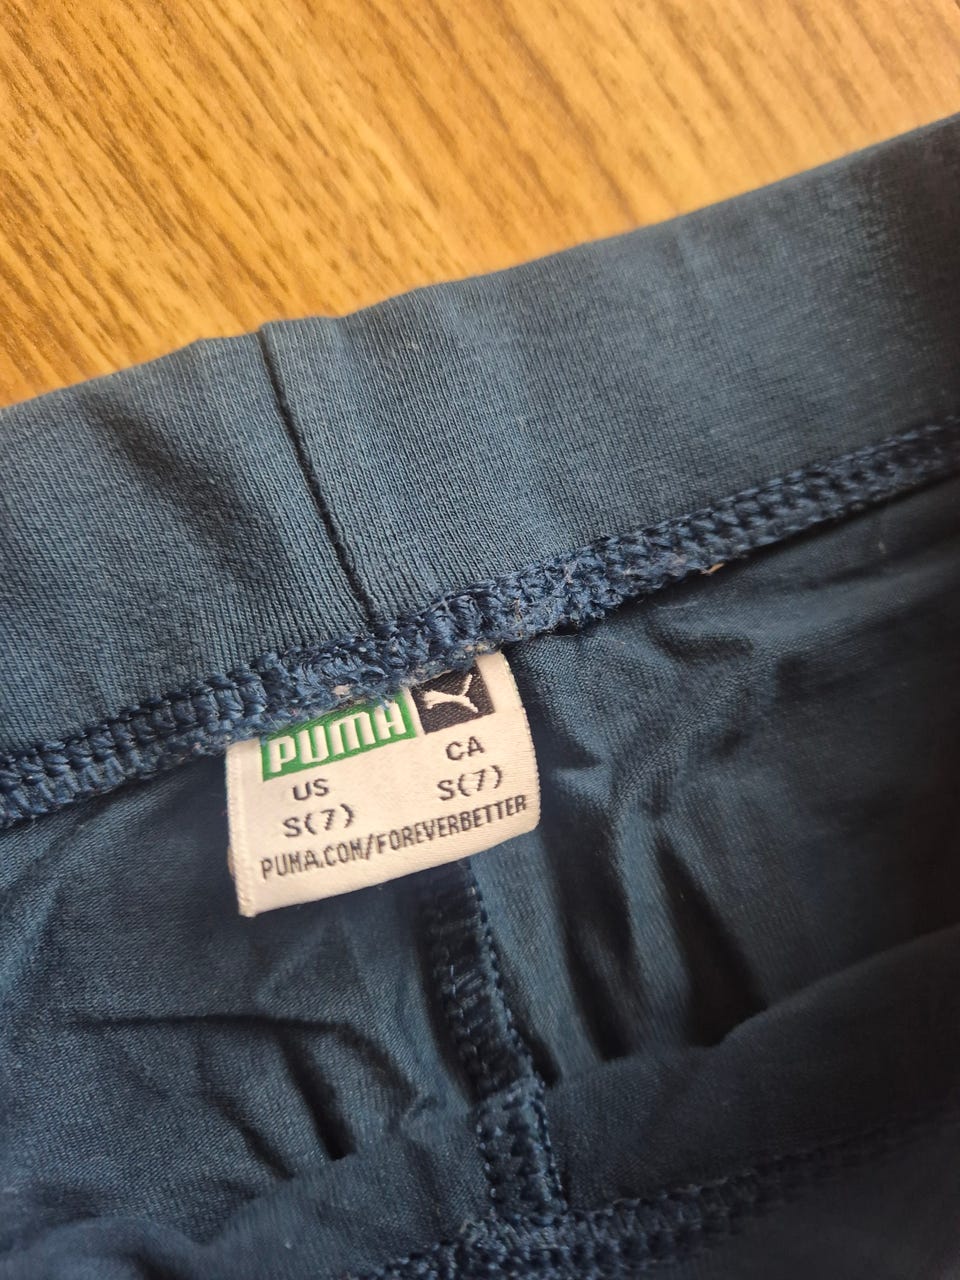 PUMA
US CA
S(7) S(7)
PUMA.COM/FOREVERBETTER